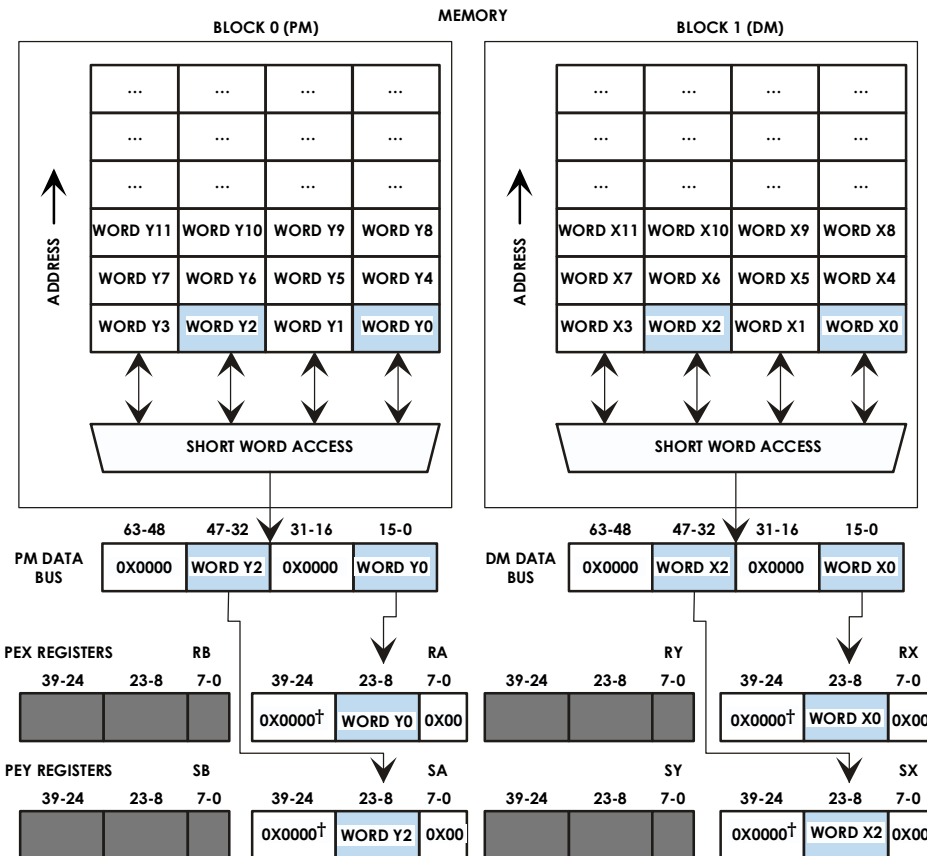 MEMORY
BLOCK 0 (PM) BLOCK 1 (DM)
... ... ... ... ... ... ... ...
... ... ... ... ... ... ... ...
... ... ... ... ... ... ... ...
ADDRESS ADDRESS
WORD Y11 WORD Y10 WORD Y9 WORD Y8 WORD X11 WORD X10 WORD X9 WORD X8
WORD Y7 WORD Y6 WORD Y5 WORD Y4 WORD X7 WORD X6 WORD X5 WORD X4
WORD Y3 WORD Y2 WORD Y1 WORD Y0 WORD X3 WORD X2 WORD X1 WORD X0
SHORT WORD ACCESS SHORT WORD ACCESS
63-48 47-32 31-16 15-0 63-48 47-32 31-16 15-0
PM DATA BUS 0X0000 WORD Y2 0X0000 WORD Y0 DM DATA BUS 0X0000 WORD X2 0X0000 WORD X0
PEX REGISTERS RB RA RY RX
39-24 23-8 7-0 39-24 23-8 7-0 39-24 23-8 7-0 39-24 23-8 7-0
0X0000† WORD Y0 0X00 0X0000† WORD X0 0X00
PEY REGISTERS SB SA SY SX
39-24 23-8 7-0 39-24 23-8 7-0 39-24 23-8 7-0 39-24 23-8 7-0
0X0000† WORD Y2 0X00 0X0000† WORD X2 0X00